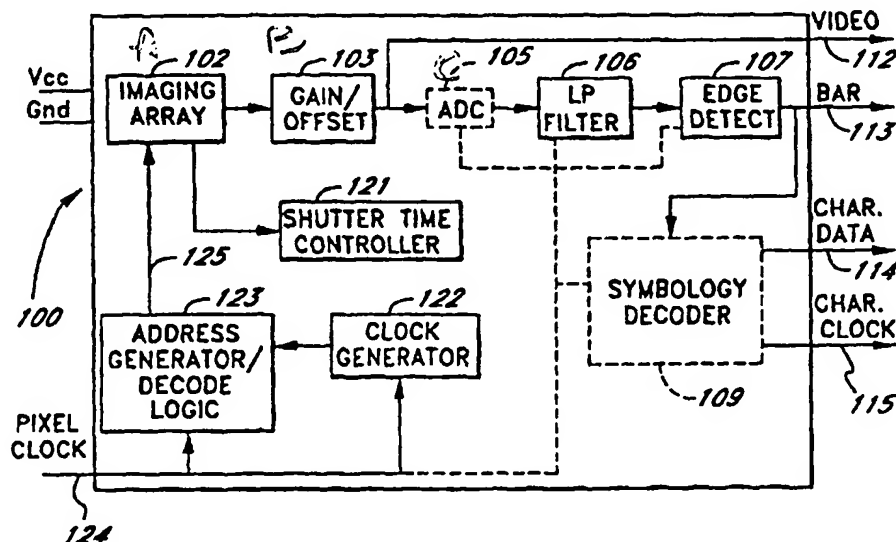 102
103
105
106
107
VIDEO
112
Vcc
Gnd
IMAGING
ARRAY
GAIN/
OFFSET
ADC
LP
FILTER
EDGE
DETECT
BAR
113
121
SHUTTER TIME
CONTROLLER
125
100
123
122
ADDRESS
GENERATOR/
DECODE
LOGIC
CLOCK
GENERATOR
SYMBOLOGY
DECODER
109
CHAR.
DATA
114
CHAR.
CLOCK
115
PIXEL
CLOCK
124